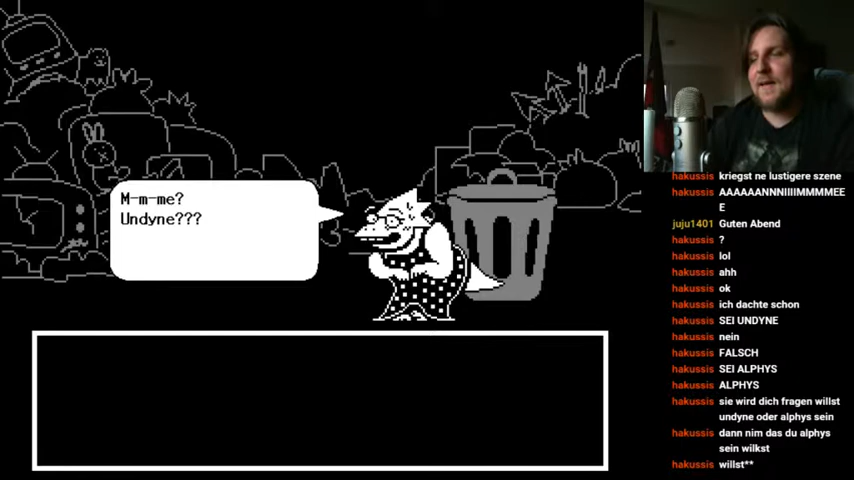 M-m-me?
Undyne???
hakussis kriegst ne lustigere szene
hakussis AAAAAANNNIIIIMMMMEE
E
juju1401 Guten Abend
hakussis ?
hakussis lol
hakussis ahh
hakussis ok
hakussis ich dachte schon
hakussis SEI UNDYNE
hakussis nein
hakussis FALSCH
hakussis SEI ALPHYS
hakussis ALPHYS
hakussis sie wird dich fragen willst
undyne oder alphys sein
hakussis dann nim das du alphys
sein wilkst
hakussis willst**